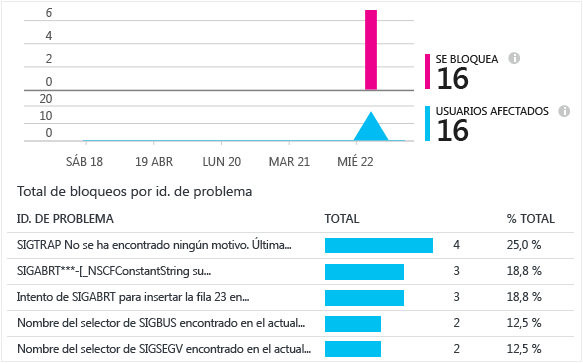 6
4
2
0
20
10
0
SÁB 18 19 ABR LUN 20 MAR 21 MIÉ 22
SE BLOQUEA
16
USUARIOS AFECTADOS
16
Total de bloqueos por id. de problema
ID. DE PROBLEMA TOTAL % TOTAL
SIGTRAP No se ha encontrado ningún motivo. Última... 4 25,0 %
SIGABRT***-[_NSCFConstantString su... 3 18,8 %
Intento de SIGABRT para insertar la fila 23 en... 3 18,8 %
Nombre del selector de SIGBUS encontrado en el actual... 2 12,5 %
Nombre del selector de SIGSEGV encontrado en el actual... 2 12,5 %